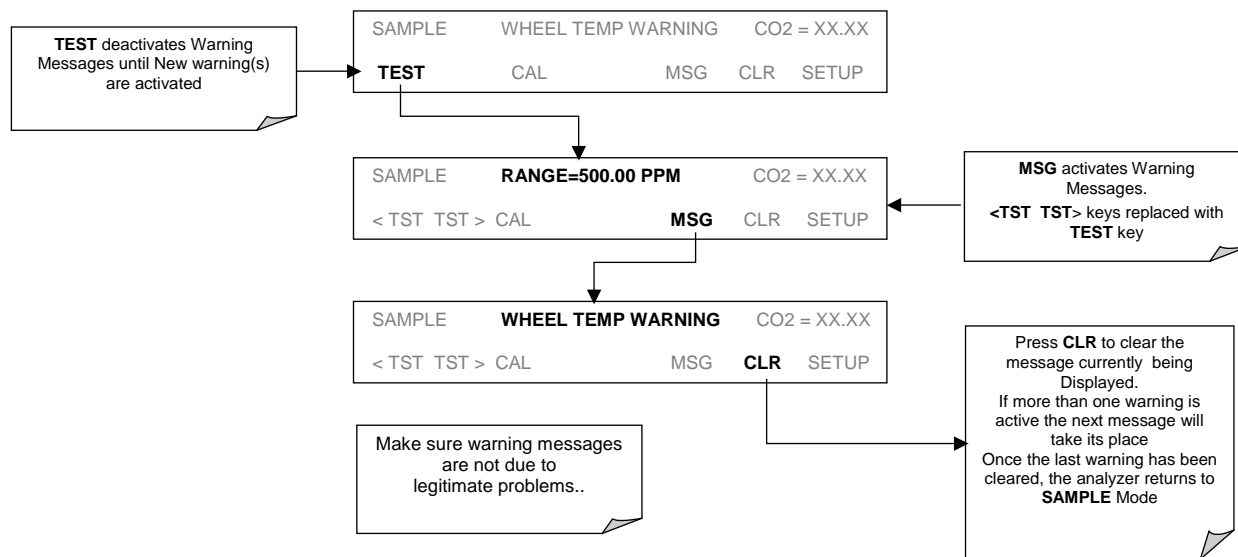 TEST deactivates Warning
Messages until New warning(s)
are activated
SAMPLE WHEEL TEMP WARNING CO2 = XX.XX
TEST CAL MSG CLR SETUP
SAMPLE RANGE=500.00 PPM CO2 = XX.XX
< TST TST > CAL MSG CLR SETUP
MSG activates Warning
Messages.
<TST TST> keys replaced with
TEST key
SAMPLE WHEEL TEMP WARNING CO2 = XX.XX
< TST TST > CAL MSG CLR SETUP
Make sure warning messages
are not due to
legitimate problems..
Press CLR to clear the
message currently being
Displayed.
If more than one warning is
active the next message will
take its place
Once the last warning has been
cleared, the analyzer returns to
SAMPLE Mode